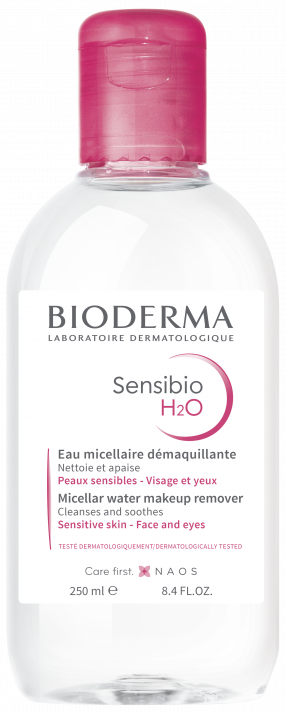 BIODERMA
LABORATOIRE DERMATOLOGIQUE
Sensibio
H2O
Eau micellaire démaquillante
Nettoie et apaise
Peaux sensibles - Visage et yeux
Micellar water makeup remover
Cleanses and soothes
Sensitive skin - Face and eyes
TESTÉ DERMATOLOGIQUEMENT/DERMATOLOGICALLY TESTED
Care first. NAOS
250 ml ℮ 8.4 FL.OZ.